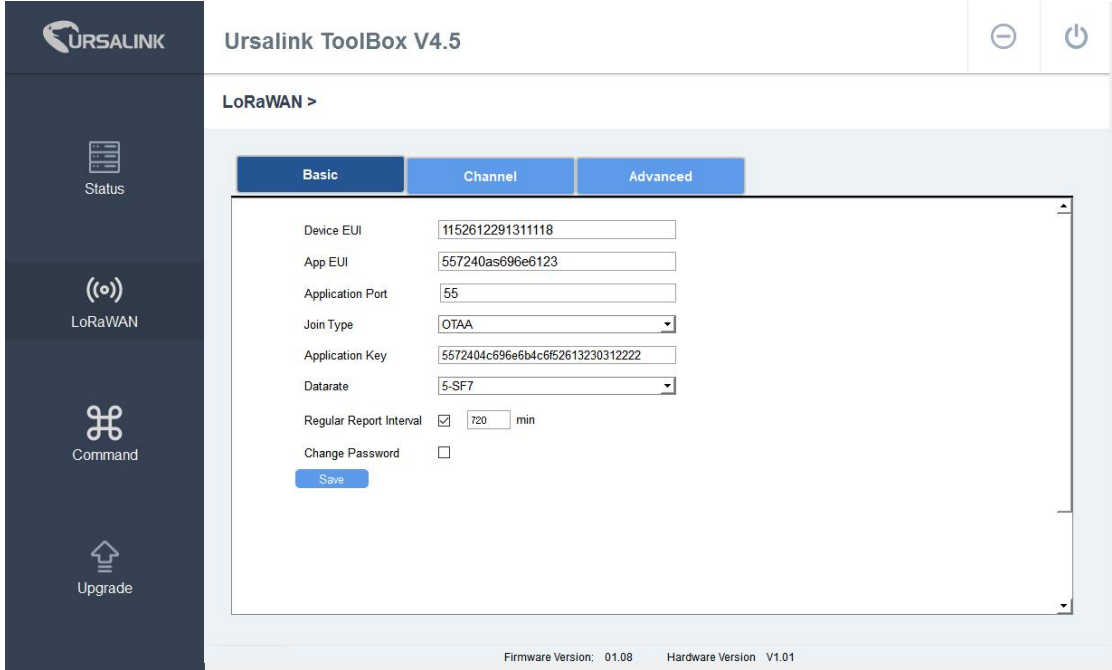 URSALINK
Ursalink ToolBox V4.5
LoRaWAN >
Status
LoRaWAN
Command
Upgrade
Basic Channel Advanced
Device EUI 1152612291311118
App EUI 557240as696e6123
Application Port 55
Join Type OTAA
Application Key 5572404c696e6b4c6f52613230312222
Datarate 5-SF7
Regular Report Interval 720 min
Change Password
Save
Firmware Version: 01.08 Hardware Version V1.01